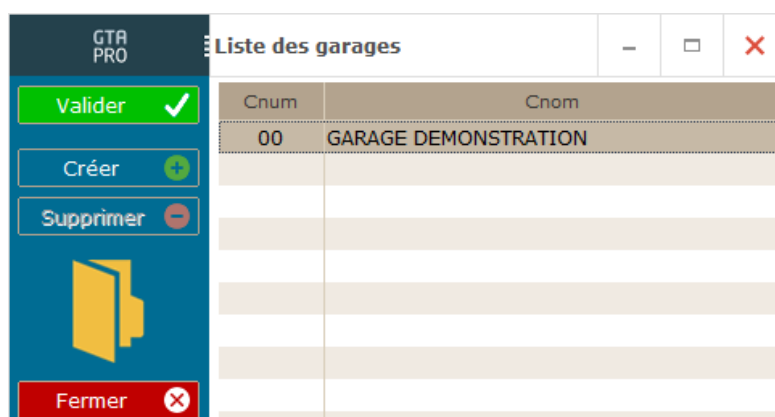 GTA
PRO
Liste des garages
Valider
Créer
Supprimer
Fermer
Cnum Cnom
00 GARAGE DEMONSTRATION